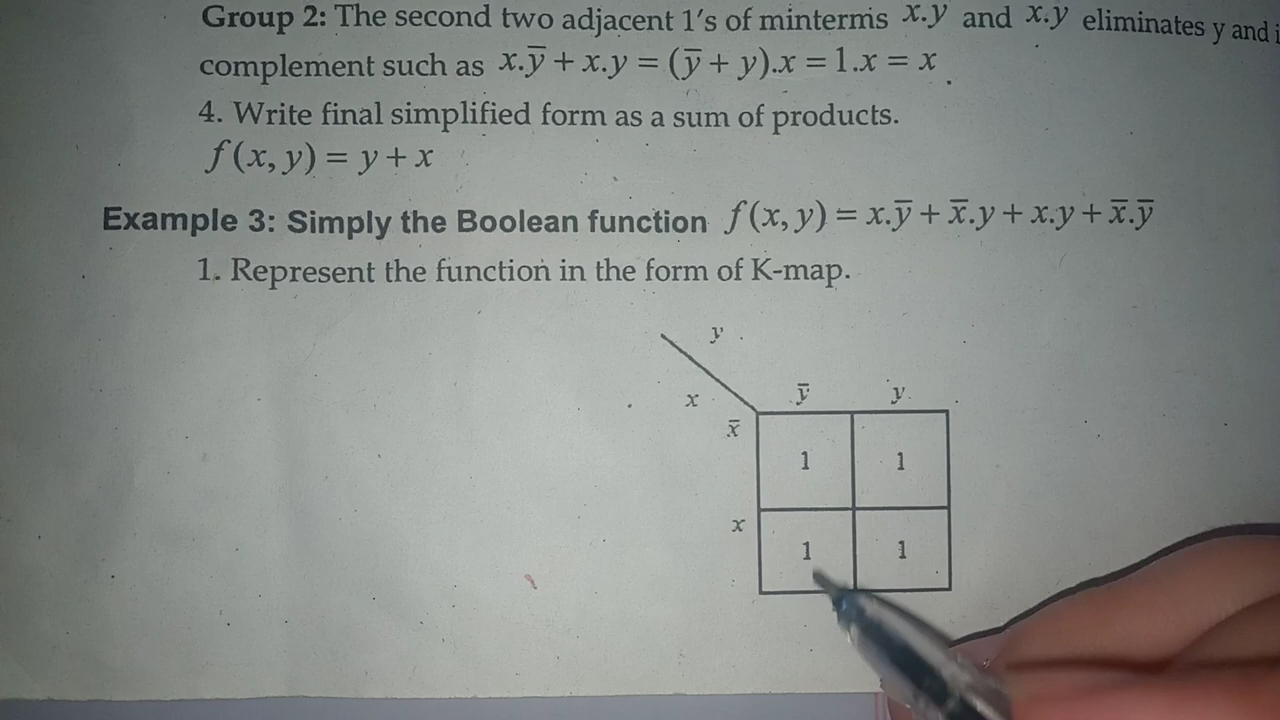 Group 2: The second two adjacent 1's of minterms x.y and x.y eliminates y and i
complement such as x.ȳ + x.y = (ȳ + y).x = 1.x = x
4. Write final simplified form as a sum of products.
f(x, y) = y + x
Example 3: Simply the Boolean function f(x, y) = x.ȳ + x̄.y + x.y + x̄.ȳ
1. Represent the function in the form of K-map.
y
x
ȳ y
x̄ 1 1
x 1 1